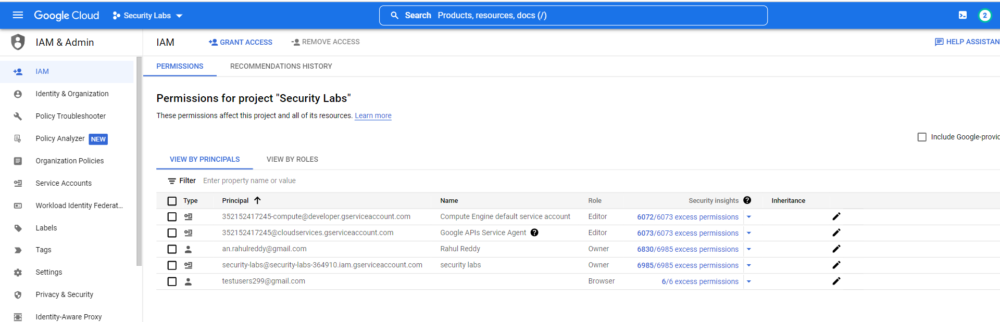 Google Cloud Security Labs Search Products, resources, docs (/) 2
IAM & Admin
IAM GRANT ACCESS REMOVE ACCESS HELP ASSISTAN
IAM
Identity & Organization
Policy Troubleshooter
Policy Analyzer NEW
Organization Policies
Service Accounts
Workload Identity Federat...
Labels
Tags
Settings
Privacy & Security
Identity-Aware Proxy
PERMISSIONS RECOMMENDATIONS HISTORY
Permissions for project "Security Labs"
These permissions affect this project and all of its resources. Learn more
Include Google-provid
VIEW BY PRINCIPALS VIEW BY ROLES
Filter Enter property name or value
Type Principal Name Role Security insights ? Inheritance
352152417245-compute@developer.gserviceaccount.com Compute Engine default service account Editor 6072/6073 excess permissions
352152417245@cloudservices.gserviceaccount.com Google APIs Service Agent ? Editor 6073/6073 excess permissions
an.rahulreddy@gmail.com Rahul Reddy Owner 6830/6985 excess permissions
security-labs@security-labs-364910.iam.gserviceaccount.com security labs Owner 6985/6985 excess permissions
testusers299@gmail.com Browser 6/6 excess permissions